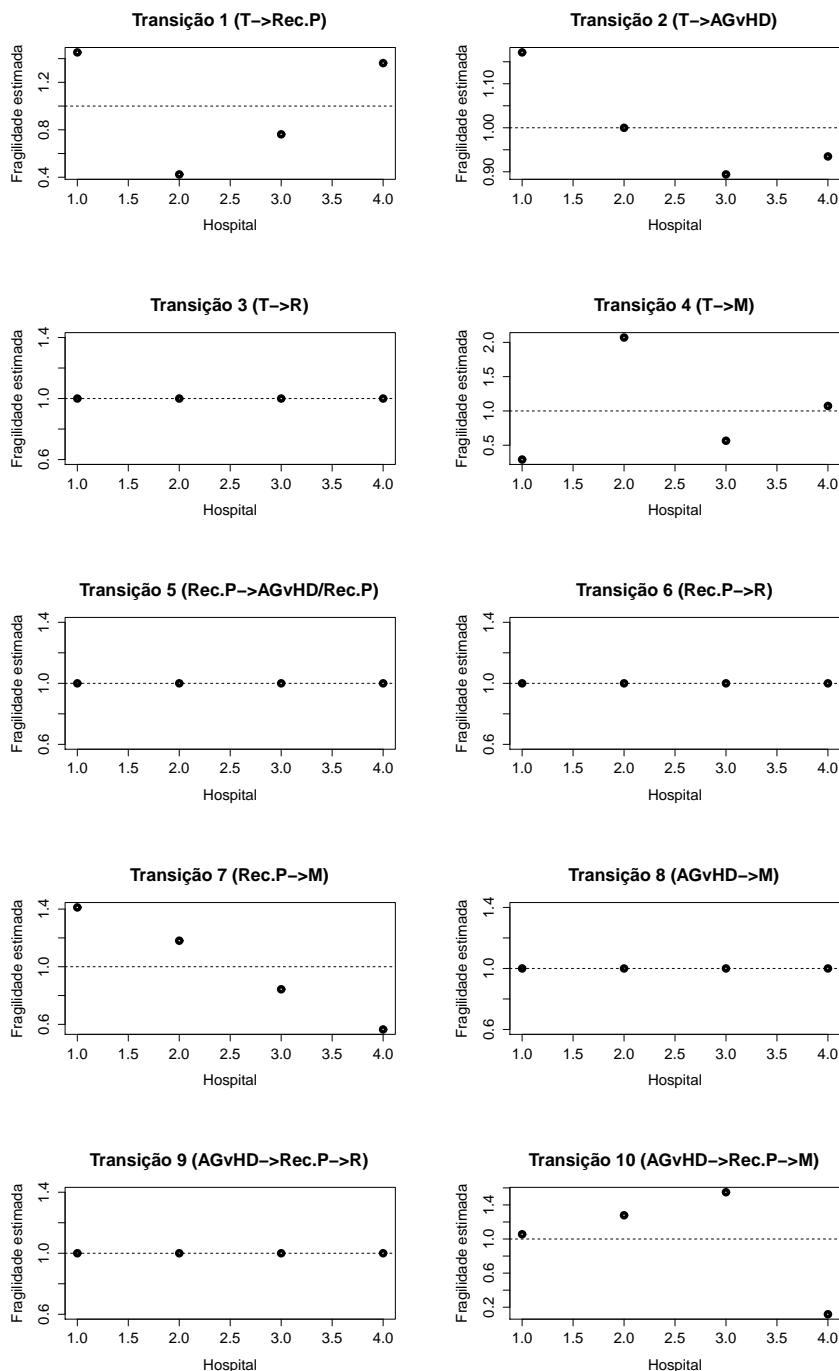 Transição 1 (T−>Rec.P)
Fragilidade estimada
0.4 0.8 1.2
1.0 1.5 2.0 2.5 3.0 3.5 4.0
Hospital
Transição 2 (T−>AGvHD)
Fragilidade estimada
0.90 1.00 1.10
1.0 1.5 2.0 2.5 3.0 3.5 4.0
Hospital
Transição 3 (T−>R)
Fragilidade estimada
0.6 1.0 1.4
1.0 1.5 2.0 2.5 3.0 3.5 4.0
Hospital
Transição 4 (T−>M)
Fragilidade estimada
0.5 1.0 1.5 2.0
1.0 1.5 2.0 2.5 3.0 3.5 4.0
Hospital
Transição 5 (Rec.P−>AGvHD/Rec.P)
Fragilidade estimada
0.6 1.0 1.4
1.0 1.5 2.0 2.5 3.0 3.5 4.0
Hospital
Transição 6 (Rec.P−>R)
Fragilidade estimada
0.6 1.0 1.4
1.0 1.5 2.0 2.5 3.0 3.5 4.0
Hospital
Transição 7 (Rec.P−>M)
Fragilidade estimada
0.6 1.0 1.4
1.0 1.5 2.0 2.5 3.0 3.5 4.0
Hospital
Transição 8 (AGvHD−>M)
Fragilidade estimada
0.6 1.0 1.4
1.0 1.5 2.0 2.5 3.0 3.5 4.0
Hospital
Transição 9 (AGvHD−>Rec.P−>R)
Fragilidade estimada
0.6 1.0 1.4
1.0 1.5 2.0 2.5 3.0 3.5 4.0
Hospital
Transição 10 (AGvHD−>Rec.P−>M)
Fragilidade estimada
0.2 0.6 1.0 1.4
1.0 1.5 2.0 2.5 3.0 3.5 4.0
Hospital